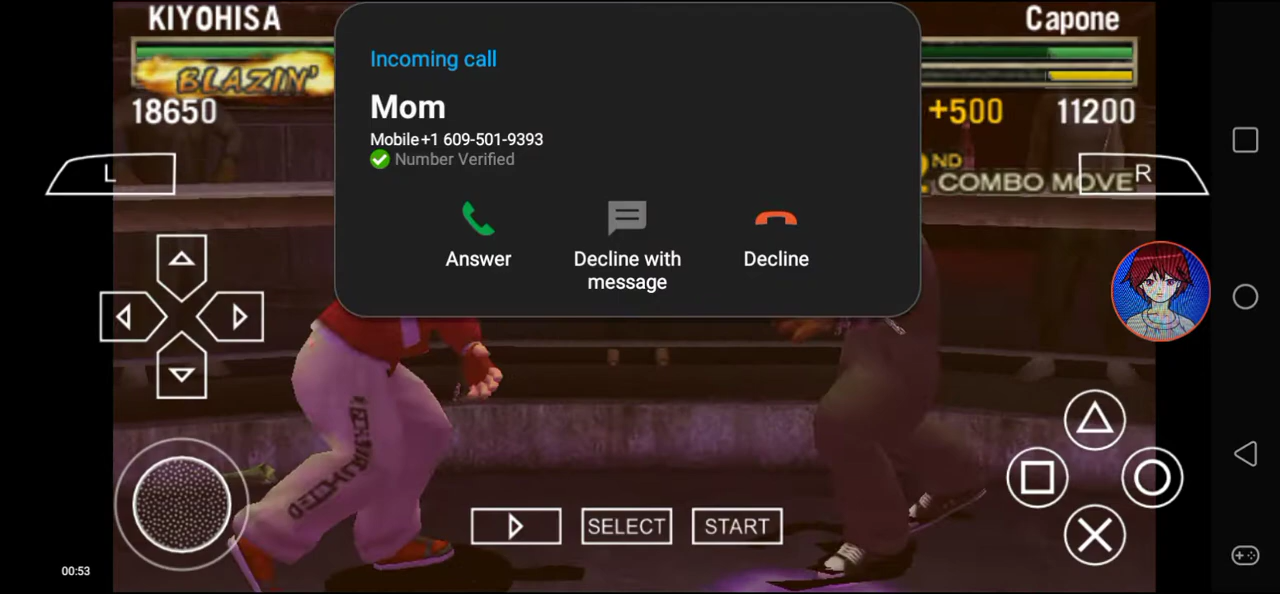 KIYOHISA
Capone
BLAZIN'
18650
+500 11200
2ND
COMBO MOVE
Incoming call
Mom
Mobile +1 609-501-9393
Number Verified
Answer
Decline with
message
Decline
L
R
SELECT
START
00:53